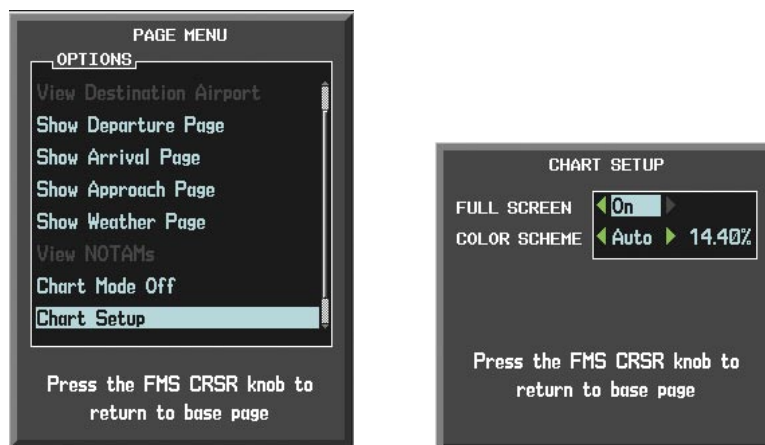 PAGE MENU
OPTIONS
View Destination Airport
Show Departure Page
Show Arrival Page
Show Approach Page
Show Weather Page
View NOTAMs
Chart Mode Off
Chart Setup
Press the FMS CRSR knob to
return to base page
CHART SETUP
FULL SCREEN On
COLOR SCHEME Auto 14.40%
Press the FMS CRSR knob to
return to base page